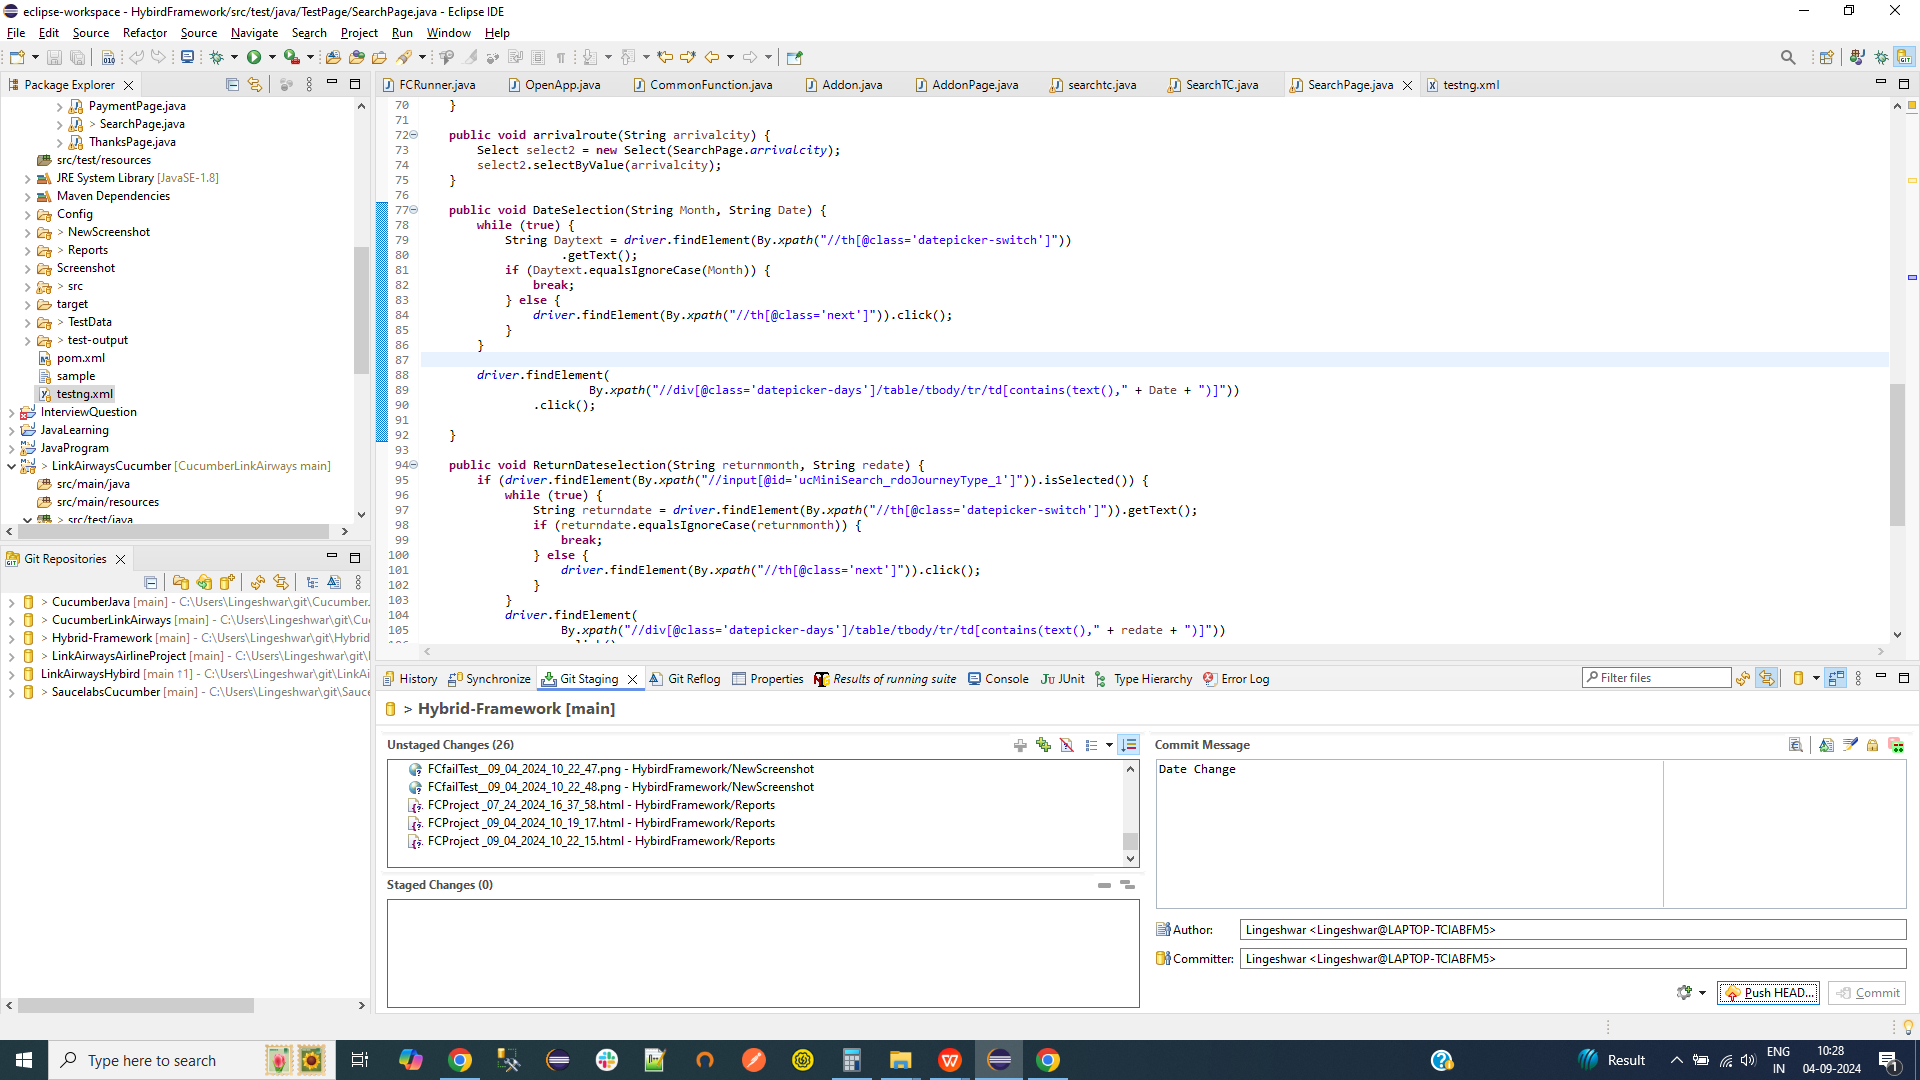 eclipse-workspace - HybirdFramework/src/test/java/TestPage/SearchPage.java - Eclipse IDE
File Edit Source Refactor Source Navigate Search Project Run Window Help
Package Explorer
PaymentPage.java
> SearchPage.java
ThanksPage.java
src/test/resources
JRE System Library [JavaSE-1.8]
Maven Dependencies
Config
> NewScreenshot
> Reports
Screenshot
> src
target
> TestData
> test-output
pom.xml
sample
testng.xml
InterviewQuestion
JavaLearning
JavaProgram
> LinkAirwaysCucumber [CucumberLinkAirways main]
src/main/java
src/main/resources
> src/test/java
Git Repositories
> CucumberJava [main] - C:\Users\Lingeshwar\git\Cucumber.
> CucumberLinkAirways [main] - C:\Users\Lingeshwar\git\Cu
> Hybrid-Framework [main] - C:\Users\Lingeshwar\git\Hybrid
> LinkAirwaysAirlineProject [main] - C:\Users\Lingeshwar\git\
LinkAirwaysHybird [main ↑1] - C:\Users\Lingeshwar\git\LinkAi
> SaucelabsCucumber [main] - C:\Users\Lingeshwar\git\Sauce
FCRunner.java OpenApp.java CommonFunction.java Addon.java AddonPage.java searchtc.java SearchTC.java SearchPage.java testng.xml
70 }
71
72 public void arrivalroute(String arrivalcity) {
73 Select select2 = new Select(SearchPage.arrivalcity);
74 select2.selectByValue(arrivalcity);
75 }
76
77 public void DateSelection(String Month, String Date) {
78 while (true) {
79 String Daytext = driver.findElement(By.xpath("//th[@class='datepicker-switch']"))
80 .getText();
81 if (Daytext.equalsIgnoreCase(Month)) {
82 break;
83 } else {
84 driver.findElement(By.xpath("//th[@class='next']")).click();
85 }
86 }
87
88 driver.findElement(
89 By.xpath("//div[@class='datepicker-days']/table/tbody/tr/td[contains(text()," + Date + ")]"))
90 .click();
91
92 }
93
94 public void ReturnDateselection(String returnmonth, String redate) {
95 if (driver.findElement(By.xpath("//input[@id='ucMiniSearch_rdoJourneyType_1']")).isSelected()) {
96 while (true) {
97 String returndate = driver.findElement(By.xpath("//th[@class='datepicker-switch']")).getText();
98 if (returndate.equalsIgnoreCase(returnmonth)) {
99 break;
100 } else {
101 driver.findElement(By.xpath("//th[@class='next']")).click();
102 }
103 }
104 driver.findElement(
105 By.xpath("//div[@class='datepicker-days']/table/tbody/tr/td[contains(text()," + redate + ")]"))
History Synchronize Git Staging Git Reflog Properties Results of running suite Console JUnit Type Hierarchy Error Log Filter files
> Hybrid-Framework [main]
Unstaged Changes (26)
FCfailTest__09_04_2024_10_22_47.png - HybirdFramework/NewScreenshot
FCfailTest__09_04_2024_10_22_48.png - HybirdFramework/NewScreenshot
FCProject _07_24_2024_16_37_58.html - HybirdFramework/Reports
FCProject _09_04_2024_10_19_17.html - HybirdFramework/Reports
FCProject _09_04_2024_10_22_15.html - HybirdFramework/Reports
Staged Changes (0)
Commit Message
Date Change
Author: Lingeshwar <Lingeshwar@LAPTOP-TCIABFM5>
Committer: Lingeshwar <Lingeshwar@LAPTOP-TCIABFM5>
Push HEAD... Commit
Type here to search
Result
ENG
IN
10:28
04-09-2024
1